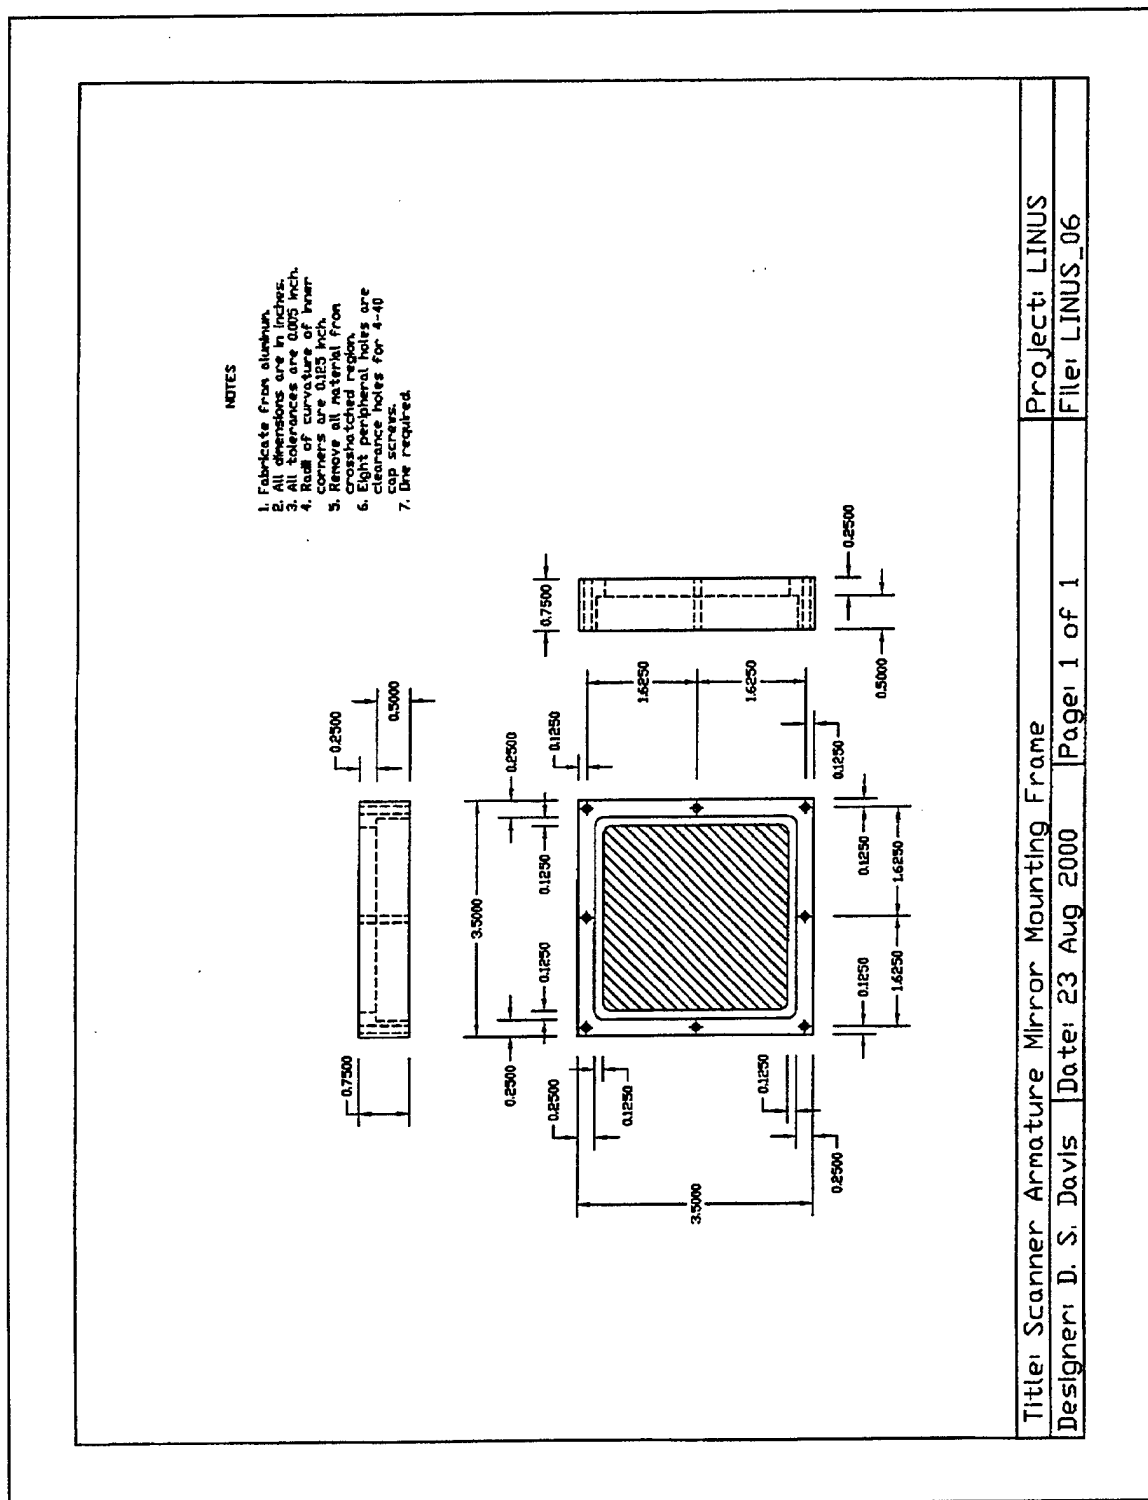 NOTES
1. Fabricate from aluminum.
2. All dimensions are in inches.
3. All tolerances are 0.005 inch.
4. Radii of curvature of inner
corners are 0.125 inch.
5. Remove all material from
crosshatched region.
6. Eight peripheral holes are
clearance holes for 4-40
cap screws.
7. One required.
0.7500
0.2500
0.5000
3.5000
0.2500
0.1250
0.1250
0.2500
0.1250
0.7500
0.2500
0.1250
1.6250
3.5000
1.6250
0.1250
0.2500
0.1250
0.2500
0.5000
0.1250
0.1250
1.6250
1.6250
Title: Scanner Armature Mirror Mounting Frame
Project: LINUS
Designer: D. S. Davis
Date: 23 Aug 2000
Page: 1 of 1
File: LINUS_06